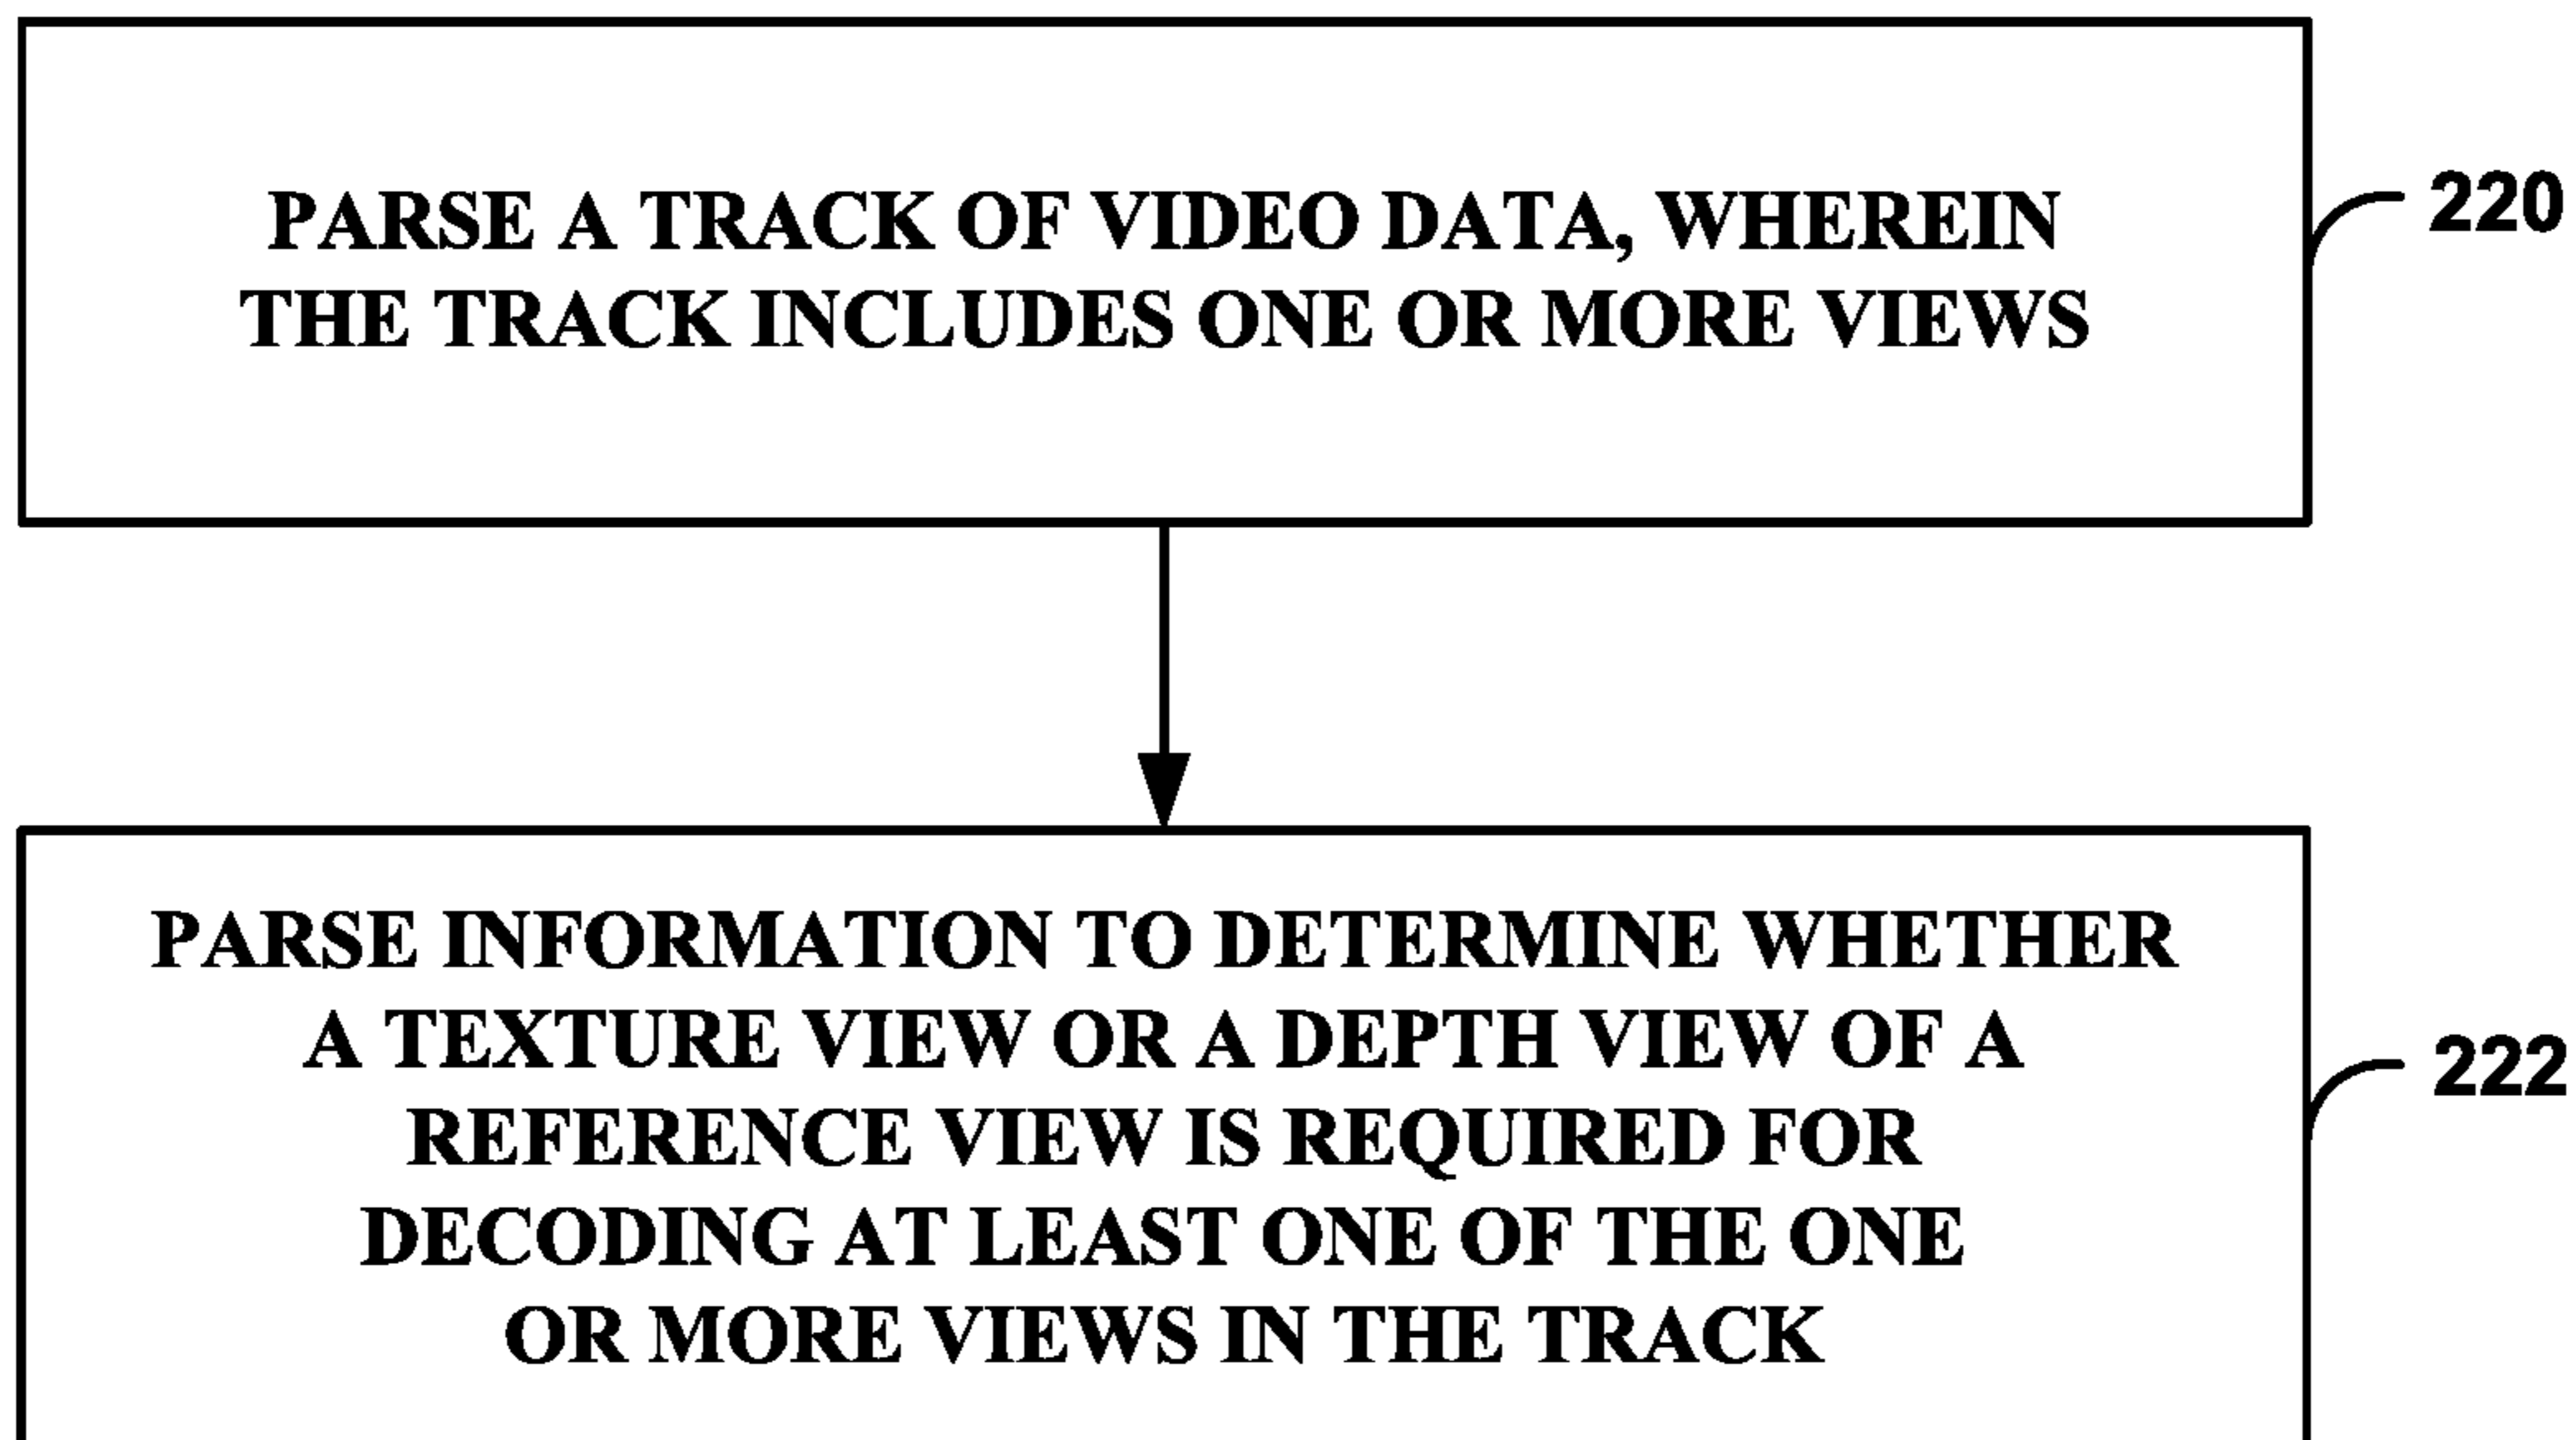 PARSE A TRACK OF VIDEO DATA, WHEREIN
THE TRACK INCLUDES ONE OR MORE VIEWS
220
PARSE INFORMATION TO DETERMINE WHETHER
A TEXTURE VIEW OR A DEPTH VIEW OF A
REFERENCE VIEW IS REQUIRED FOR
DECODING AT LEAST ONE OF THE ONE
OR MORE VIEWS IN THE TRACK
222